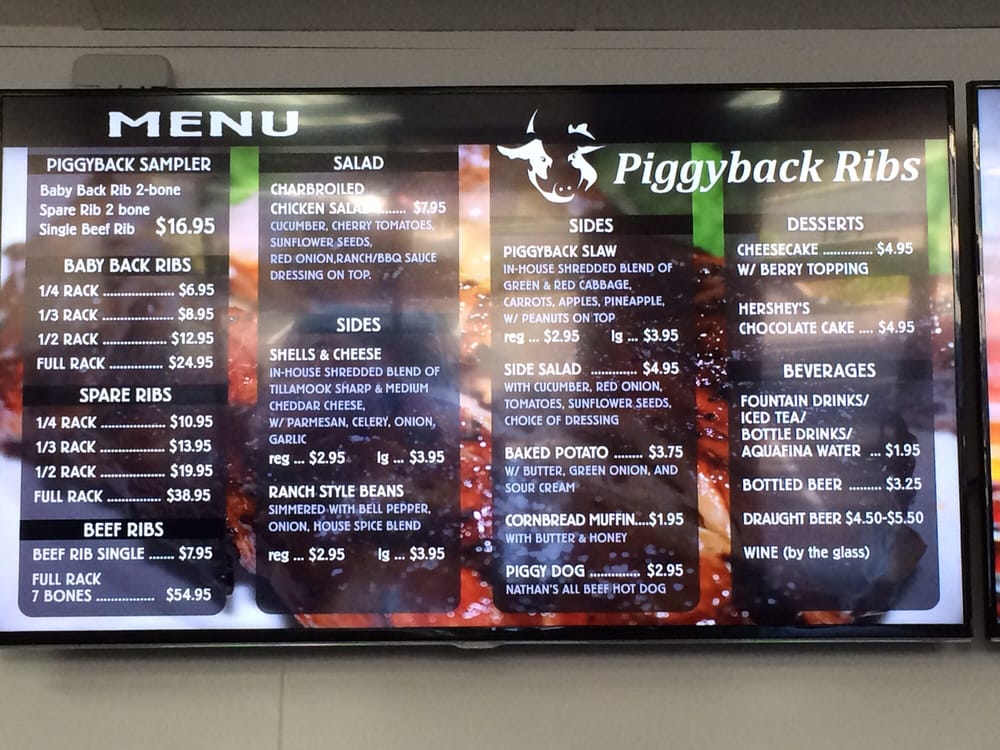 MENU
PIGGYBACK SAMPLER
Baby Back Rib 2-bone
Spare Rib 2 bone
Single Beef Rib $16.95
BABY BACK RIBS
1/4 RACK .................... $6.95
1/3 RACK .................... $8.95
1/2 RACK .................. $12.95
FULL RACK ................ $24.95
SPARE RIBS
1/4 RACK .................. $10.95
1/3 RACK .................. $13.95
1/2 RACK .................. $19.95
FULL RACK ................ $38.95
BEEF RIBS
BEEF RIB SINGLE ....... $7.95
FULL RACK
7 BONES ................ $54.95
SALAD
CHARBROILED
CHICKEN SALAD ........ $7.95
CUCUMBER, CHERRY TOMATOES,
SUNFLOWER SEEDS,
RED ONION,RANCH/BBQ SAUCE
DRESSING ON TOP.
SIDES
SHELLS & CHEESE
IN-HOUSE SHREDDED BLEND OF
TILLAMOOK SHARP & MEDIUM
CHEDDAR CHEESE,
W/ PARMESAN, CELERY, ONION,
GARLIC
reg ... $2.95 lg ... $3.95
RANCH STYLE BEANS
SIMMERED WITH BELL PEPPER,
ONION, HOUSE SPICE BLEND
reg ... $2.95 lg ... $3.95
Piggyback Ribs
SIDES
PIGGYBACK SLAW
IN-HOUSE SHREDDED BLEND OF
GREEN & RED CABBAGE,
CARROTS, APPLES, PINEAPPLE,
W/ PEANUTS ON TOP
reg ... $2.95 lg ... $3.95
SIDE SALAD ............ $4.95
WITH CUCUMBER, RED ONION,
TOMATOES, SUNFLOWER SEEDS,
CHOICE OF DRESSING
BAKED POTATO ....... $3.75
W/ BUTTER, GREEN ONION, AND
SOUR CREAM
CORNBREAD MUFFIN....$1.95
WITH BUTTER & HONEY
PIGGY DOG ............. $2.95
NATHAN'S ALL BEEF HOT DOG
DESSERTS
CHEESECAKE ............. $4.95
W/ BERRY TOPPING
HERSHEY'S
CHOCOLATE CAKE .... $4.95
BEVERAGES
FOUNTAIN DRINKS/
ICED TEA/
BOTTLE DRINKS/
AQUAFINA WATER ... $1.95
BOTTLED BEER ......... $3.25
DRAUGHT BEER $4.50-$5.50
WINE (by the glass)